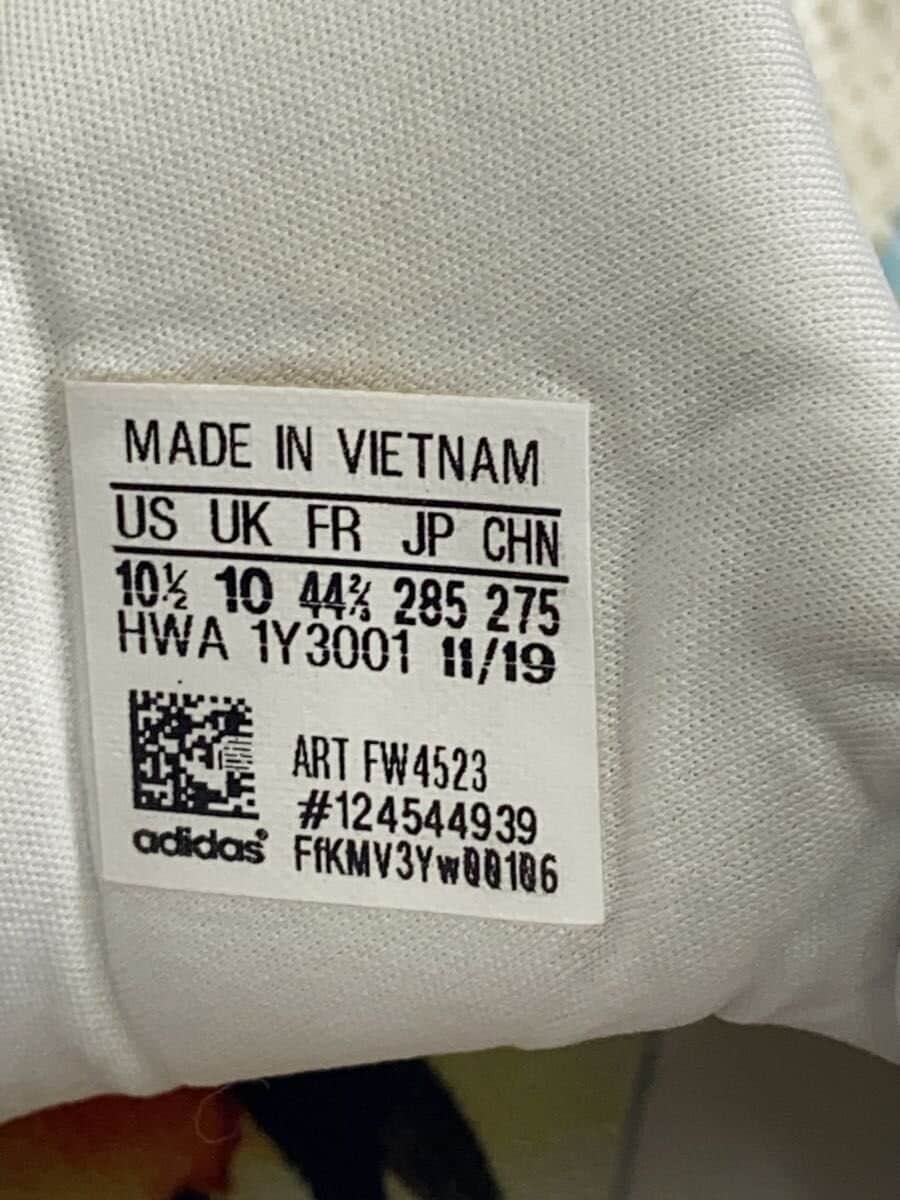 MADE IN VIETNAM
US UK FR JP CHN
10½ 10 44⅔ 285 275
HWA 1Y3001 11/19
ART FW4523
#124544939
adidas® FfKMV3Yw00106